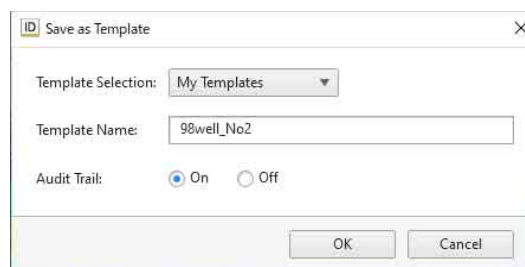 ID Save as Template
Template Selection: My Templates
Template Name: 98well_No2
Audit Trail: On Off
OK Cancel